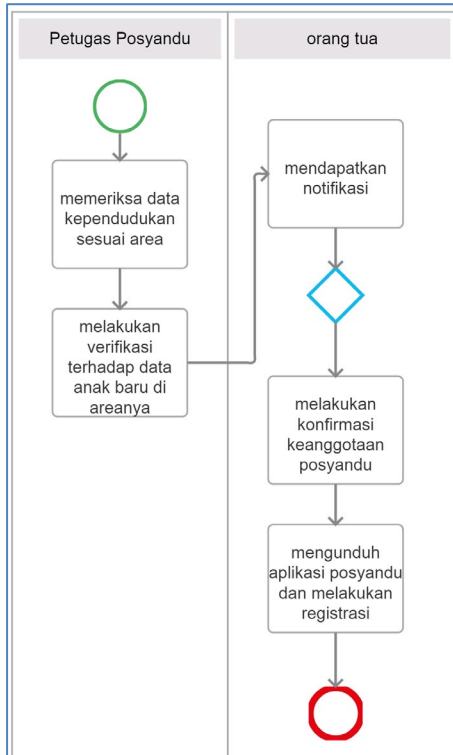 Petugas Posyandu
orang tua
memeriksa data
kependudukan
sesuai area
melakukan
verifikasi
terhadap data
anak baru di
areanya
mendapatkan
notifikasi
melakukan
konfirmasi
keanggotaan
posyandu
mengunduh
aplikasi posyandu
dan melakukan
registrasi